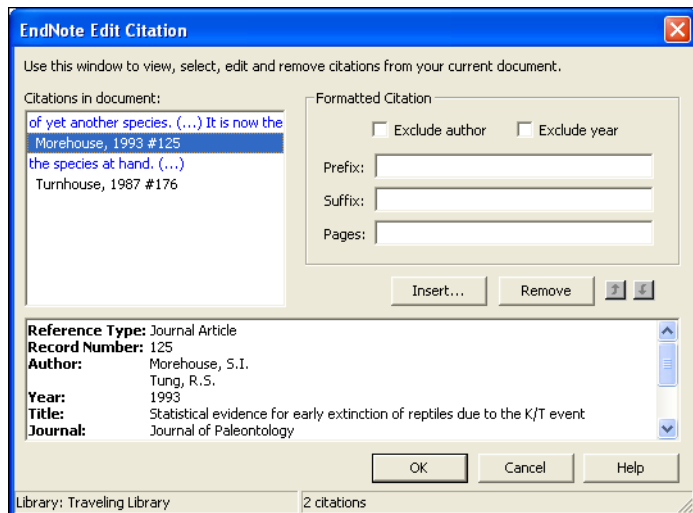 EndNote Edit Citation
Use this window to view, select, edit and remove citations from your current document.
Citations in document:
of yet another species. (...) It is now the
Morehouse, 1993 #125
the species at hand. (...)
Turnhouse, 1987 #176
Formatted Citation
Exclude author Exclude year
Prefix:
Suffix:
Pages:
Insert... Remove
Reference Type: Journal Article
Record Number: 125
Author: Morehouse, S.I.
Tung, R.S.
Year: 1993
Title: Statistical evidence for early extinction of reptiles due to the K/T event
Journal: Journal of Paleontology
OK Cancel Help
Library: Traveling Library 2 citations